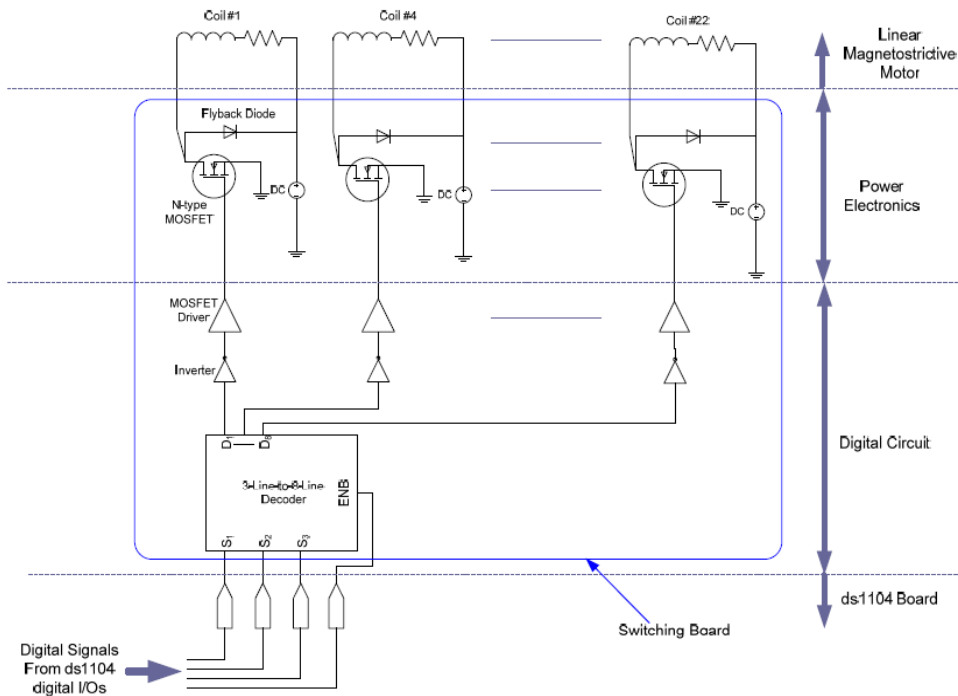 Coil #1
Coil #4
Coil #22
Linear
Magnetostrictive
Motor
Flyback Diode
N-type
MOSFET
DC
DC
DC
Power
Electronics
MOSFET
Driver
Inverter
D1
D8
3-Line-to-8-Line
Decoder
ENB
S1
S2
S3
Digital Circuit
ds1104 Board
Switching Board
Digital Signals
From ds1104
digital I/Os